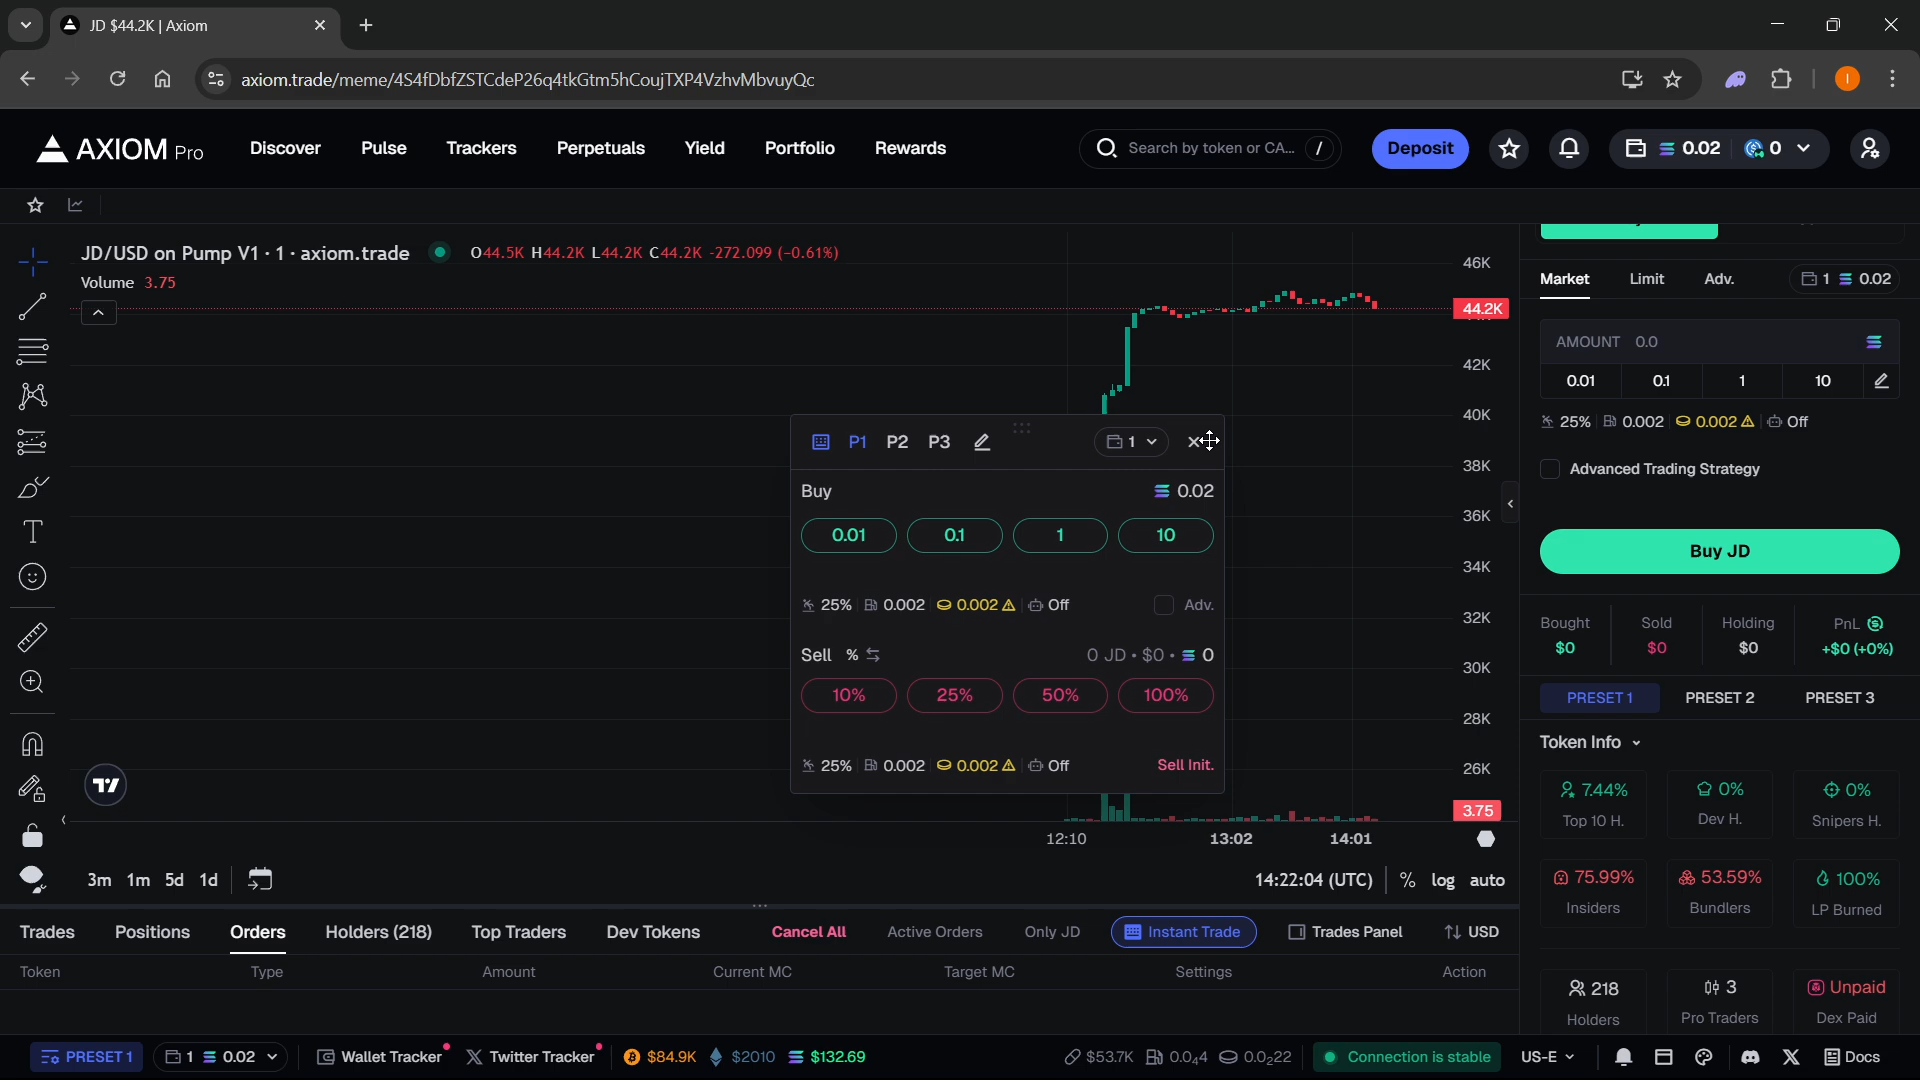 JD $44.2K | Axiom
axiom.trade/meme/4S4fDbfZSTCdeP26q4tkGtm5hCoujTXP4VzhvMbvuyQc
I
AXIOM Pro Discover Pulse Trackers Perpetuals Yield Portfolio Rewards Search by token or CA... / Deposit 0.02 0
JD/USD on Pump V1 · 1 · axiom.trade O44.5K H44.2K L44.2K C44.2K -272.099 (-0.61%)
Volume 3.75
46K
44.2K
42K
40K
38K
36K
34K
32K
30K
28K
26K
3.75
12:10 13:02 14:01
P1 P2 P3 1
Buy 0.02
0.01 0.1 1 10
25% 0.002 0.002 Off Adv.
Sell % 0 JD · $0 · 0
10% 25% 50% 100%
25% 0.002 0.002 Off Sell Init.
3m 1m 5d 1d 14:22:04 (UTC) % log auto
Trades Positions Orders Holders (218) Top Traders Dev Tokens Cancel All Active Orders Only JD Instant Trade Trades Panel USD
Token Type Amount Current MC Target MC Settings Action
Market Limit Adv. 1 0.02
AMOUNT 0.0
0.01 0.1 1 10
25% 0.002 0.002 Off
Advanced Trading Strategy
Buy JD
Bought Sold Holding PnL
$0 $0 $0 +$0 (+0%)
PRESET 1 PRESET 2 PRESET 3
Token Info
7.44% 0% 0%
Top 10 H. Dev H. Snipers H.
75.99% 53.59% 100%
Insiders Bundlers LP Burned
218 3 Unpaid
Holders Pro Traders Dex Paid
PRESET 1 1 0.02 Wallet Tracker Twitter Tracker $84.9K $2010 $132.69 $53.7K 0.0₄4 0.0₂22 Connection is stable US-E Docs